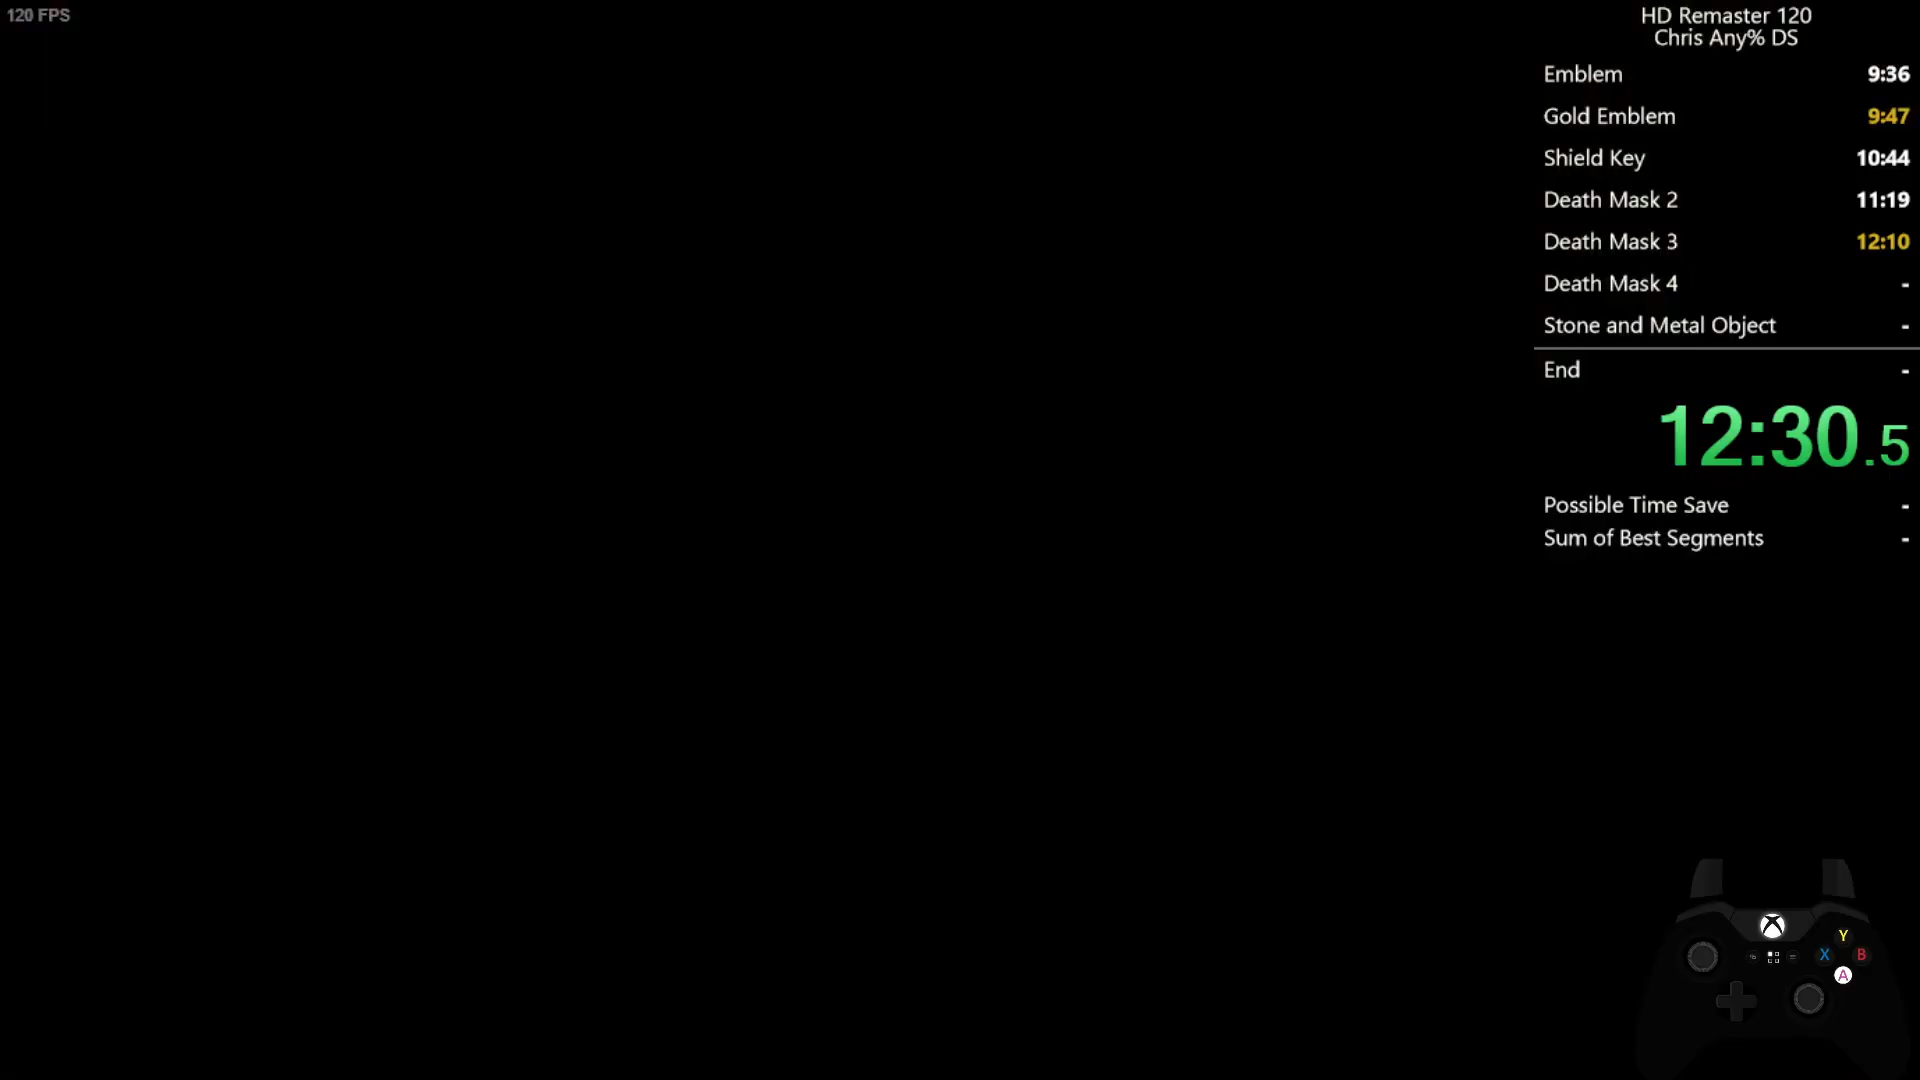 120 FPS
HD Remaster 120
Chris Any% DS
Emblem 9:36
Gold Emblem 9:47
Shield Key 10:44
Death Mask 2 11:19
Death Mask 3 12:10
Death Mask 4 -
Stone and Metal Object -
End -
12:30.5
Possible Time Save -
Sum of Best Segments -
Y
X B
A